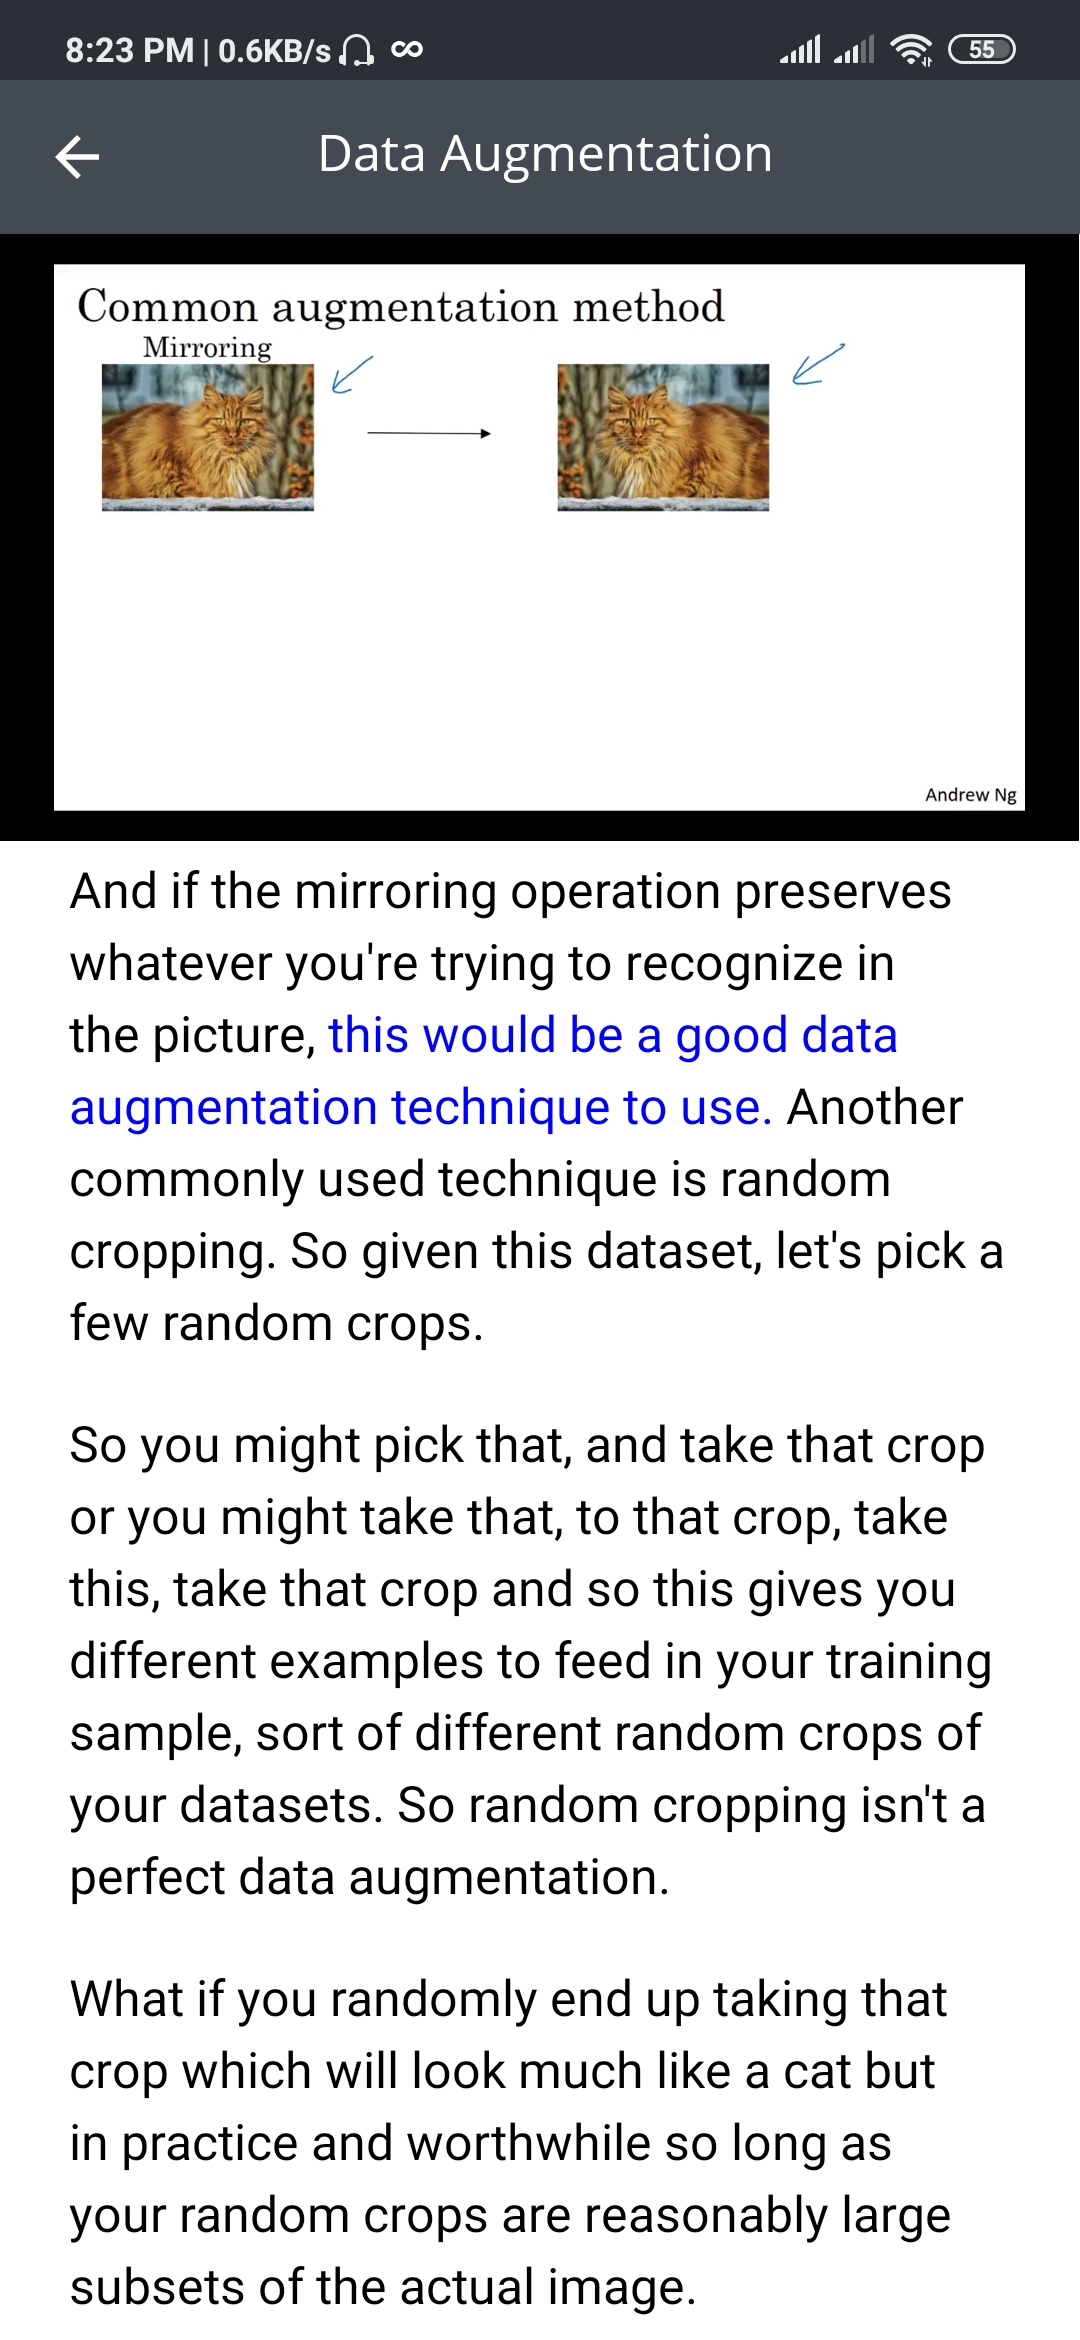 8:23 PM | 0.6KB/s
55
Data Augmentation
Common augmentation method
Mirroring
Andrew Ng
And if the mirroring operation preserves
whatever you're trying to recognize in
the picture, this would be a good data
augmentation technique to use. Another
commonly used technique is random
cropping. So given this dataset, let's pick a
few random crops.
So you might pick that, and take that crop
or you might take that, to that crop, take
this, take that crop and so this gives you
different examples to feed in your training
sample, sort of different random crops of
your datasets. So random cropping isn't a
perfect data augmentation.
What if you randomly end up taking that
crop which will look much like a cat but
in practice and worthwhile so long as
your random crops are reasonably large
subsets of the actual image.